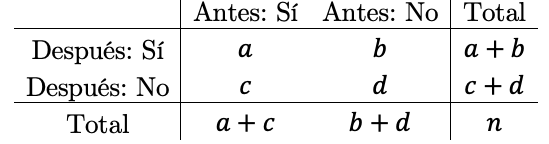 Antes: Sí Antes: No Total
Después: Sí a b a + b
Después: No c d c + d
Total a + c b + d n